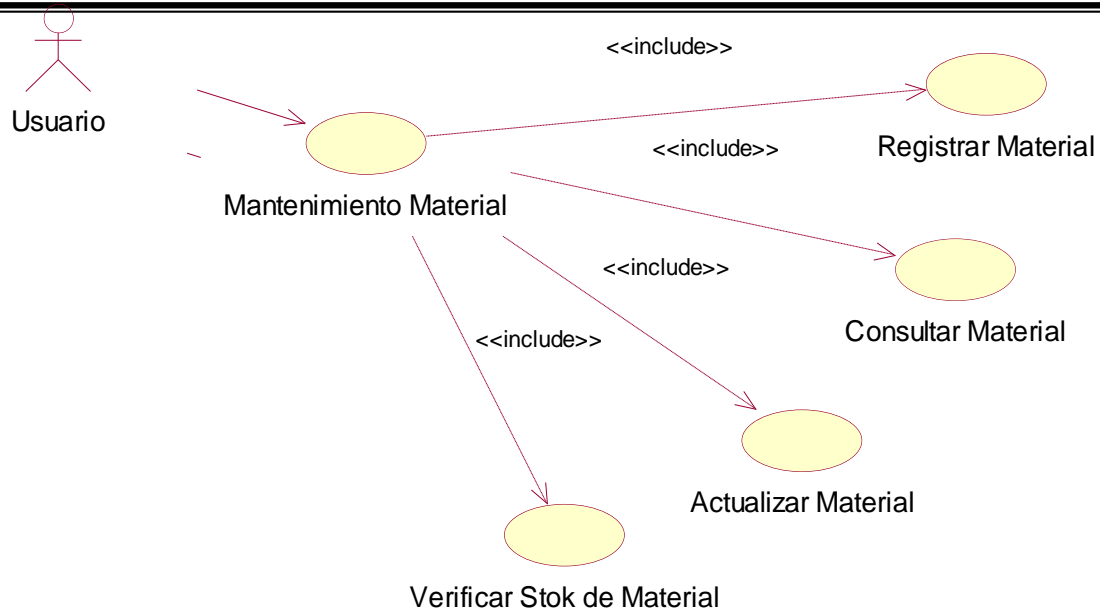 <<include>>
Usuario
<<include>>
Registrar Material
Mantenimiento Material
<<include>>
Consultar Material
<<include>>
Actualizar Material
Verificar Stok de Material